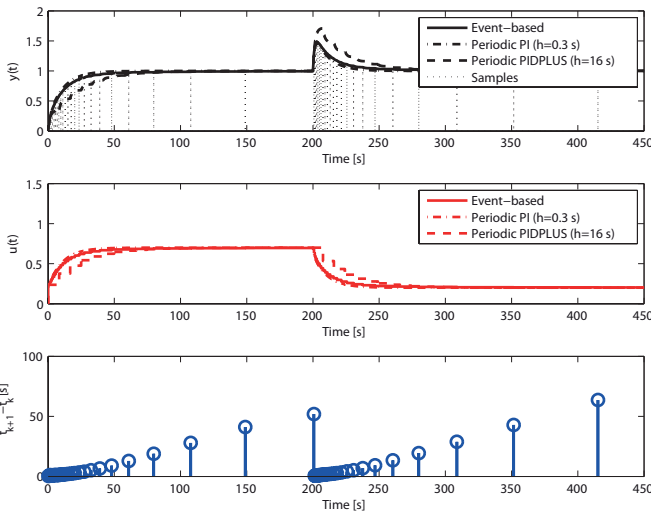 2
1.5
1
0.5
0
y(t)
Event−based
Periodic PI (h=0.3 s)
Periodic PIDPLUS (h=16 s)
Samples
0 50 100 150 200 250 300 350 400 450
Time [s]
1.5
1
0.5
0
u(t)
Event−based
Periodic PI (h=0.3 s)
Periodic PIDPLUS (h=16 s)
0 50 100 150 200 250 300 350 400 450
Time [s]
100
50
0
t_{k+1}−t_k [s]
0 50 100 150 200 250 300 350 400 450
Time [s]